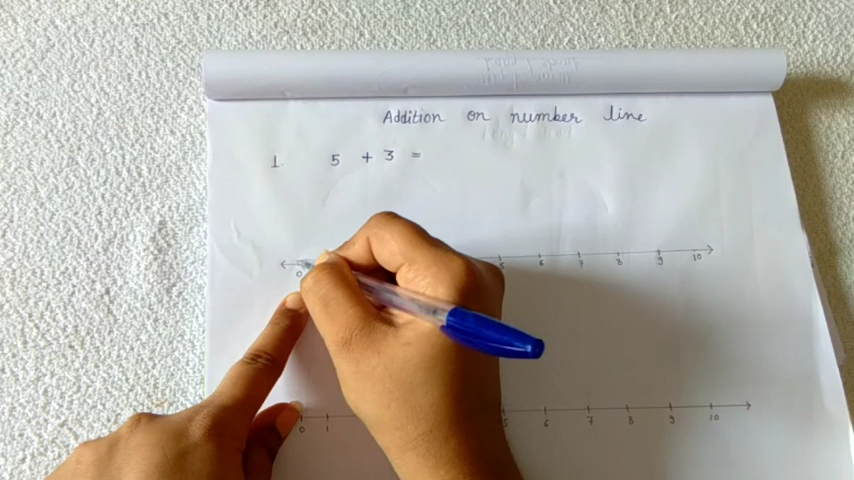 Addition on number line
1. 5 + 3 =
0 5 6 7 8 9 10
0 1 5 6 7 8 9 10